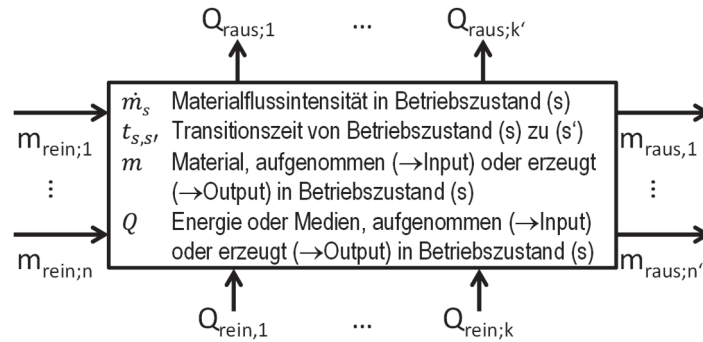 Q_raus;1 ... Q_raus;k‘
ṁ_s Materialflussintensität in Betriebszustand (s)
t_s,s′ Transitionszeit von Betriebszustand (s) zu (s‘)
m Material, aufgenommen (→Input) oder erzeugt
(→Output) in Betriebszustand (s)
Q Energie oder Medien, aufgenommen (→Input)
oder erzeugt (→Output) in Betriebszustand (s)
m_rein;1
⋮
m_rein;n
m_raus,1
⋮
m_raus;n‘
Q_rein,1 ... Q_rein;k